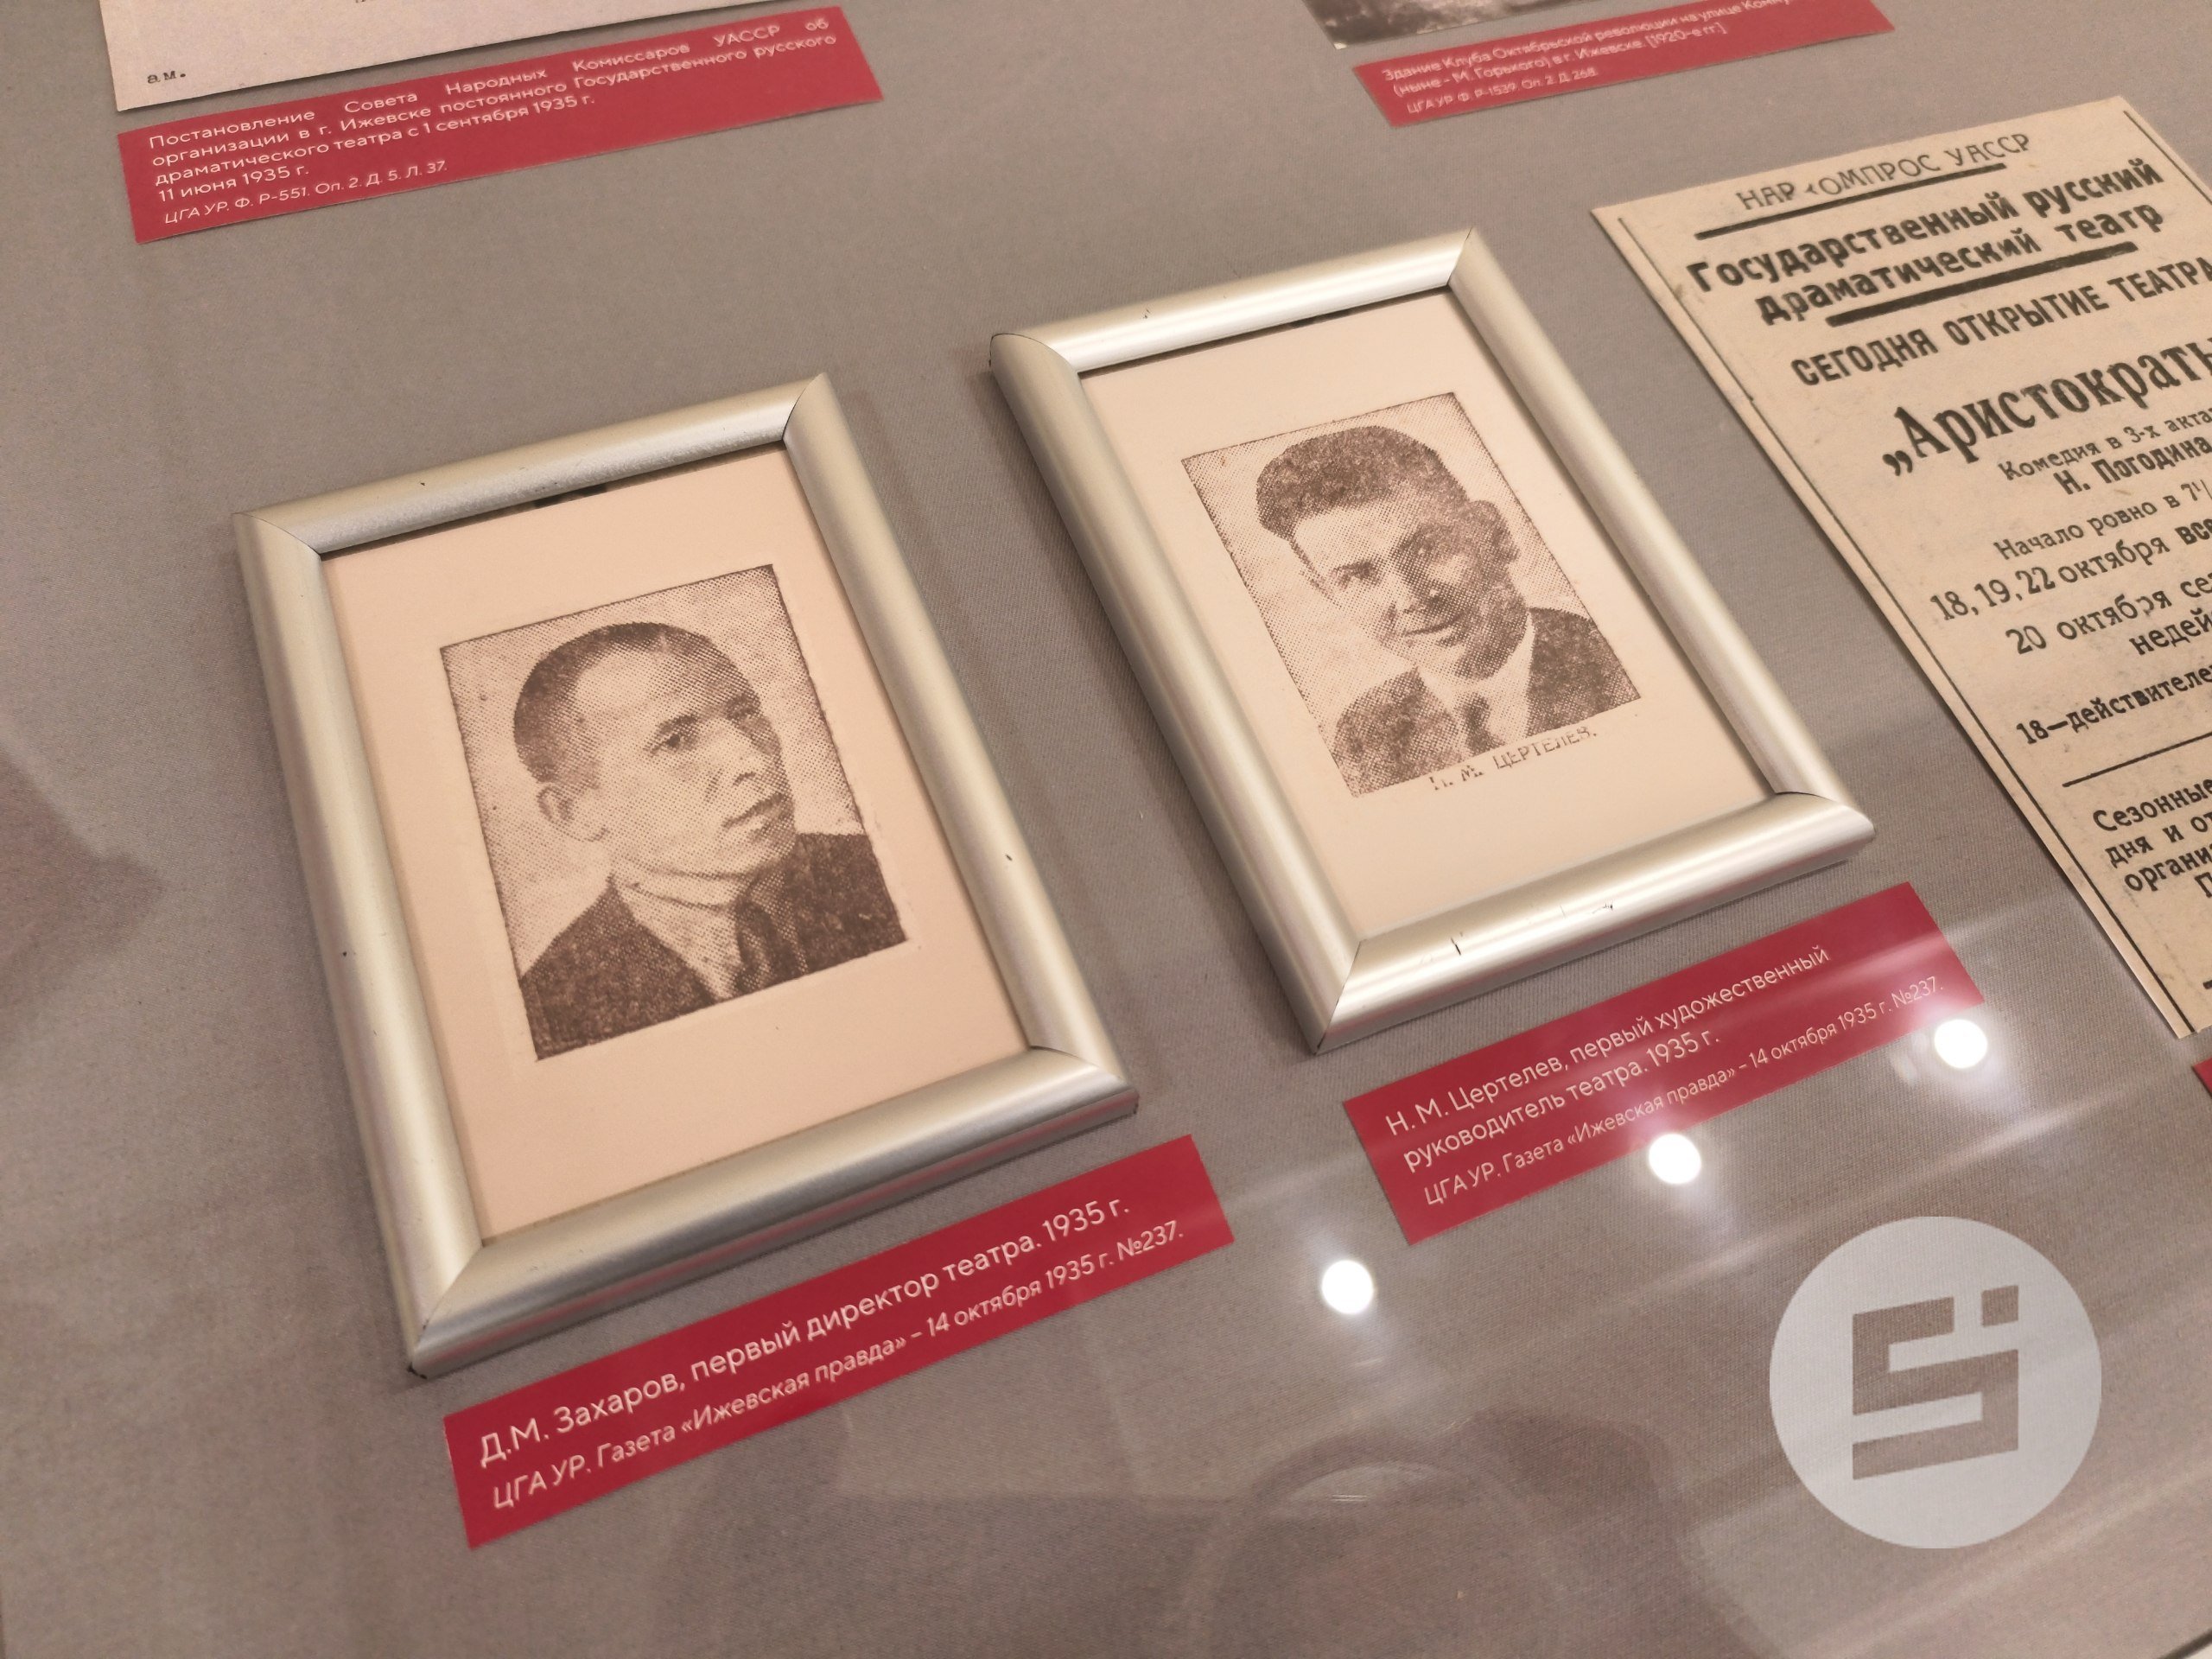 ам.
Постановление Совета Народных Комиссаров УАССР об
организации в г. Ижевске постоянного Государственного русского
драматического театра с 1 сентября 1935 г.
11 июня 1935 г.
ЦГА УР. Ф. Р-551. Оп. 2. Д. 5. Л. 37.
Здание Клуба Октябрьской революции на улице
(ныне - М. Горького) в г. Ижевске. [1920-е гг.]
ЦГА УР. Ф. Р-1539. Оп. 2. Д. 268.
НАРКОМПРОС УАССР
Государственный русский
драматический театр
СЕГОДНЯ ОТКРЫТИЕ ТЕАТРА
„Аристократы
Комедия в 3-х акта
Н. Погодина
Начало ровно в 7
18, 19, 22 октября все
20 октября
недей
18—действителе
Сезонные
дня и от
органи
М. ЦЕРТЕЛЕВ.
Н. М. Цертелев, первый художественный
руководитель театра. 1935 г.
ЦГА УР. Газета «Ижевская правда» – 14 октября 1935 г. №237.
Д.М. Захаров, первый директор театра. 1935 г.
ЦГА УР. Газета «Ижевская правда» – 14 октября 1935 г. №237.